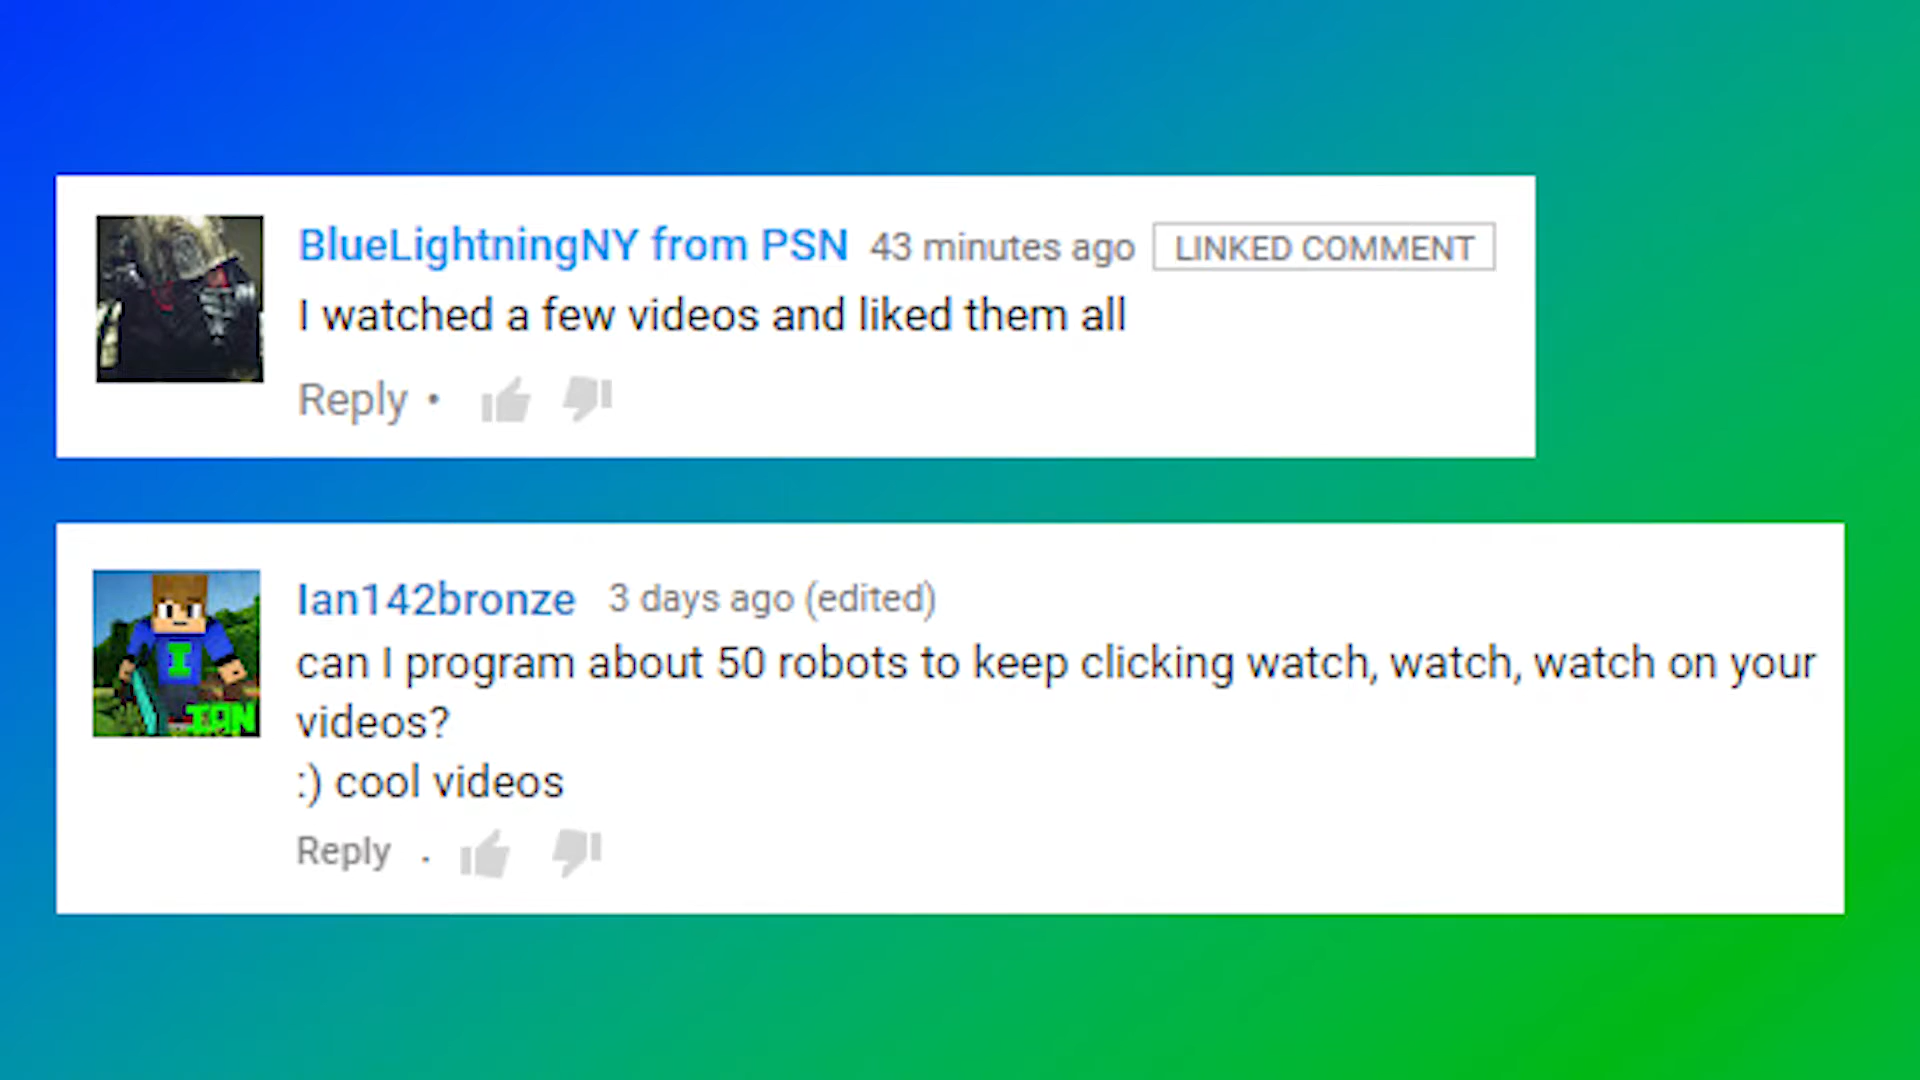 BlueLightningNY from PSN 43 minutes ago LINKED COMMENT
I watched a few videos and liked them all
Reply •
Ian142bronze 3 days ago (edited)
can I program about 50 robots to keep clicking watch, watch, watch on your
videos?
:) cool videos
I
IAN
Reply .